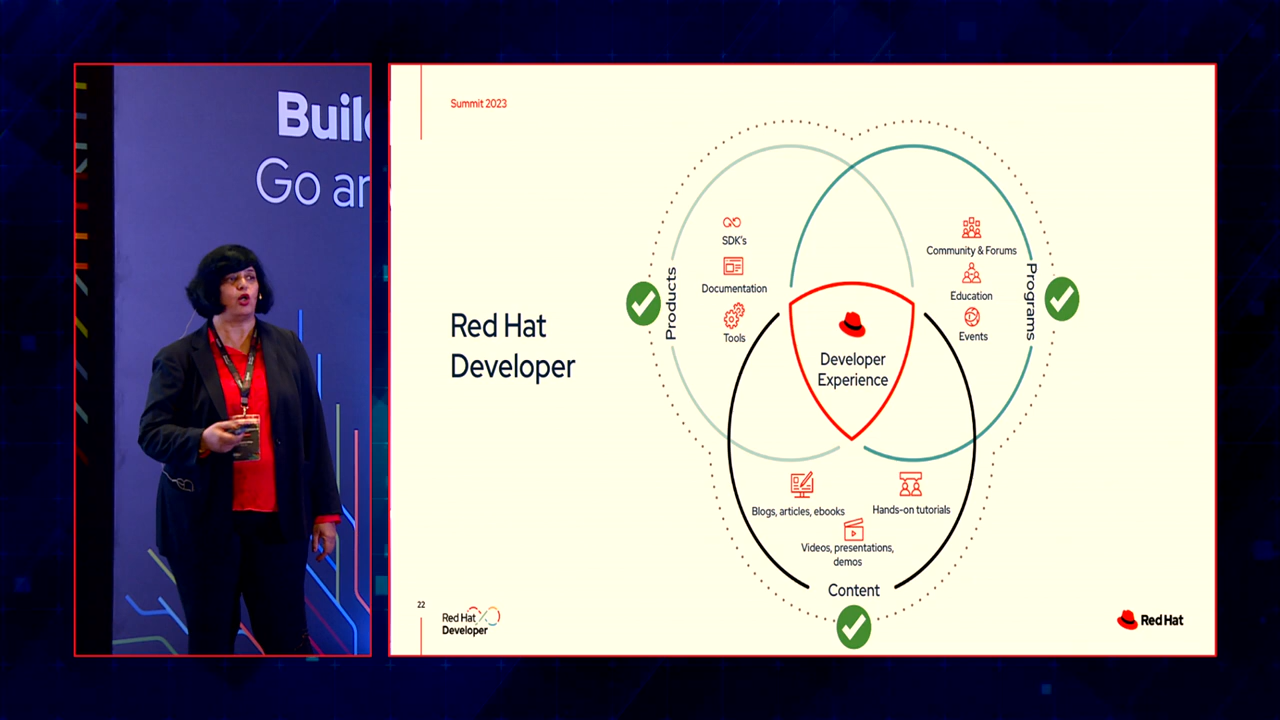 Buil
Go ar
Summit 2023
Red Hat
Developer
SDK's
Documentation
Tools
Products
Community & Forums
Education
Events
Programs
Developer
Experience
Blogs, articles, ebooks
Hands-on tutorials
Videos, presentations,
demos
Content
22
Red Hat
Developer
Red Hat